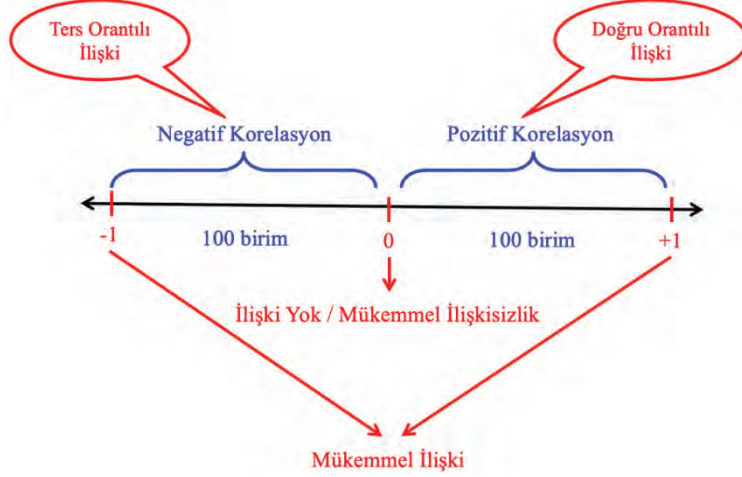 Ters Orantılı
İlişki
Doğru Orantılı
İlişki
Negatif Korelasyon
Pozitif Korelasyon
-1
100 birim
0
100 birim
+1
İlişki Yok / Mükemmel İlişkisizlik
Mükemmel İlişki